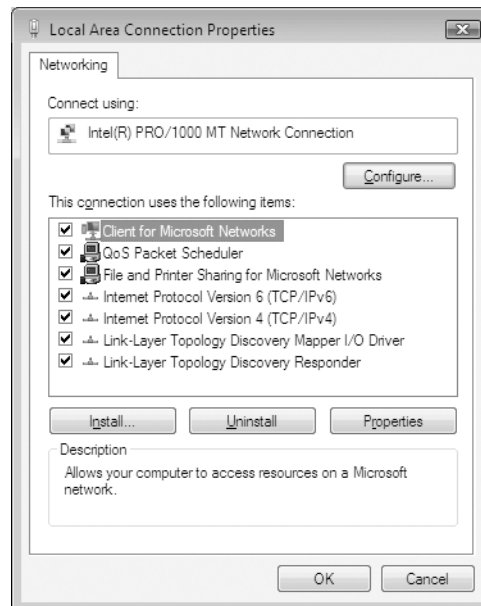 Local Area Connection Properties
Networking
Connect using:
Intel(R) PRO/1000 MT Network Connection
Configure...
This connection uses the following items:
Client for Microsoft Networks
QoS Packet Scheduler
File and Printer Sharing for Microsoft Networks
Internet Protocol Version 6 (TCP/IPv6)
Internet Protocol Version 4 (TCP/IPv4)
Link-Layer Topology Discovery Mapper I/O Driver
Link-Layer Topology Discovery Responder
Install... Uninstall Properties
Description
Allows your computer to access resources on a Microsoft
network.
OK Cancel